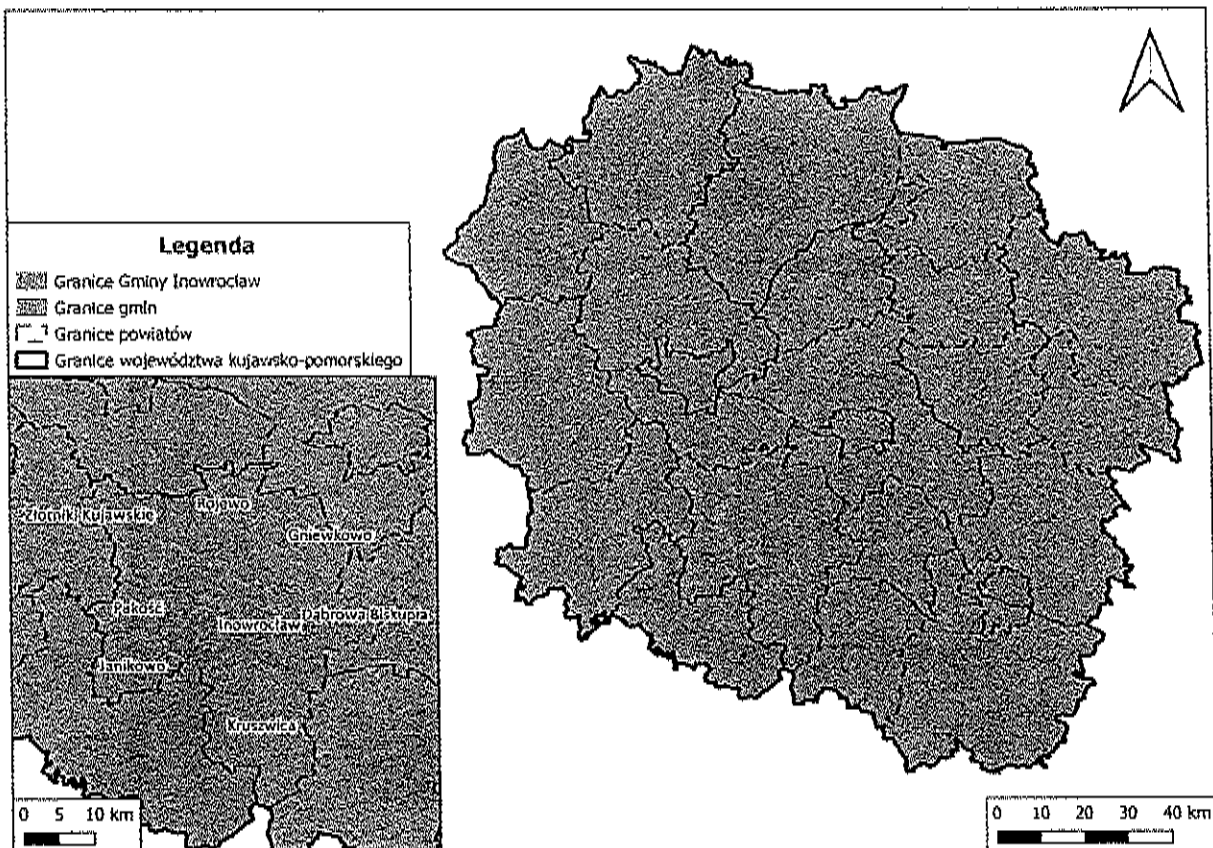 Legenda
Granice Gminy Inowrocław
Granice gmin
Granice powiatów
Granice województwa kujawsko-pomorskiego
Rojewo
Złotniki Kujawskie
Gniewkowo
Pakość
Inowrocław
Dąbrowa Biskupia
Janikowo
Kruszwica
0 5 10 km
0 10 20 30 40 km